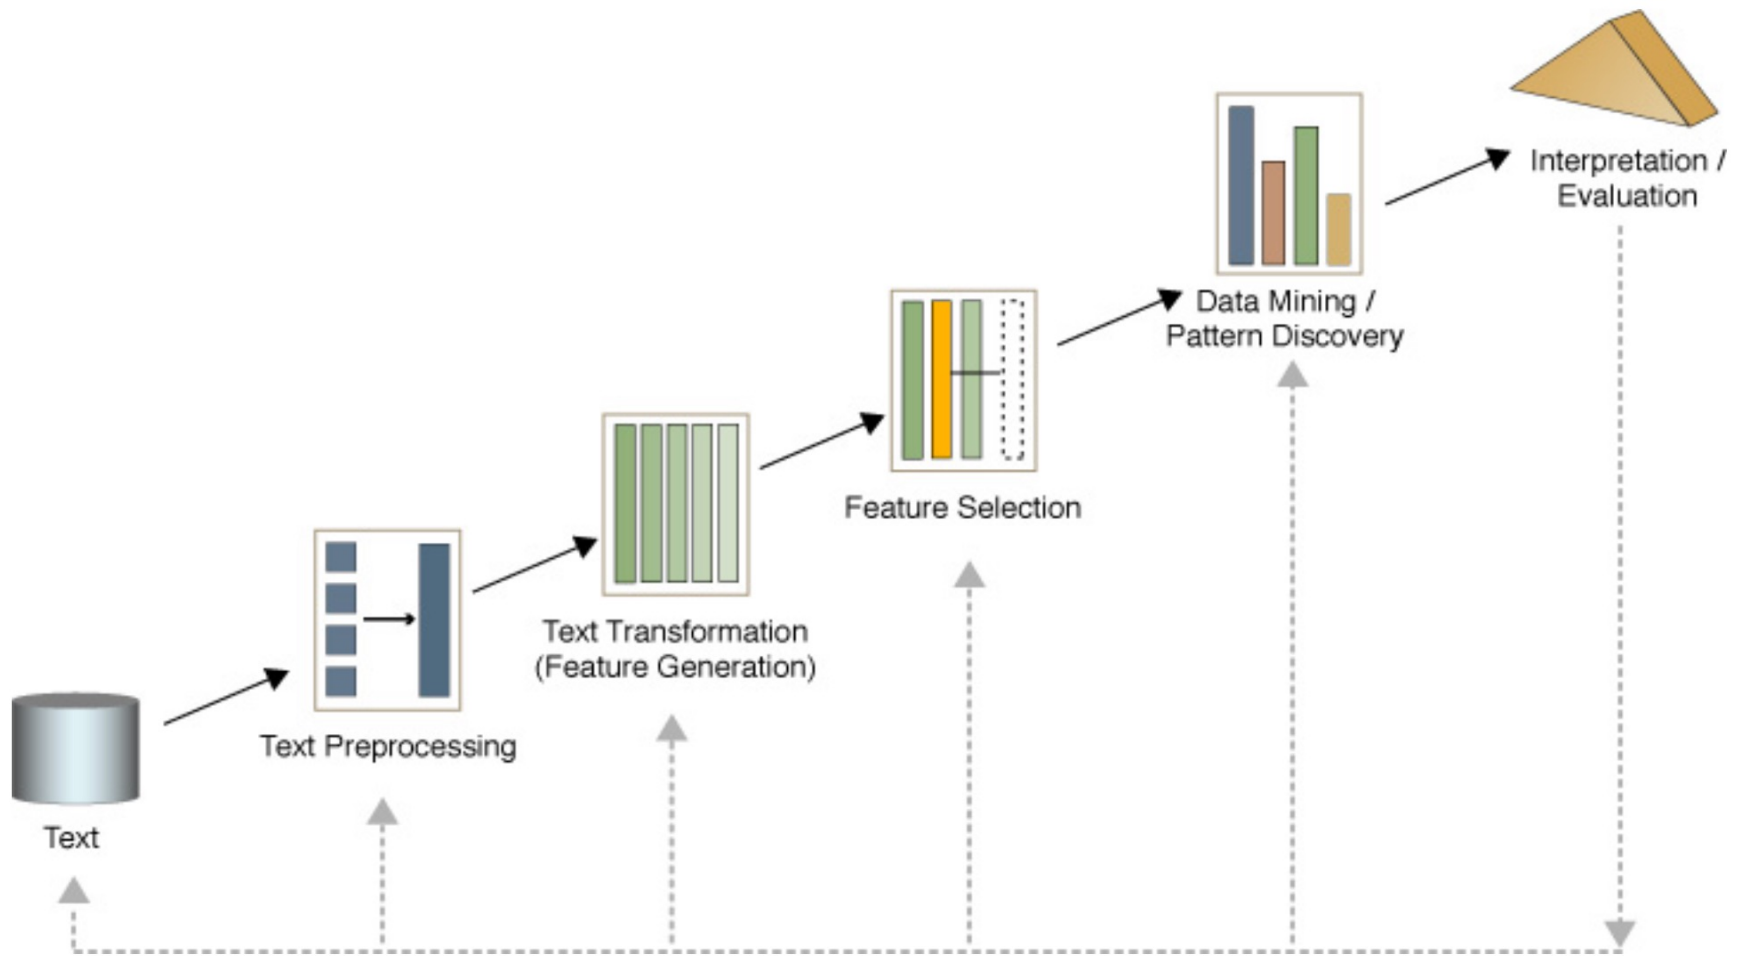 Text
Text Preprocessing
Text Transformation
(Feature Generation)
Feature Selection
Data Mining /
Pattern Discovery
Interpretation /
Evaluation